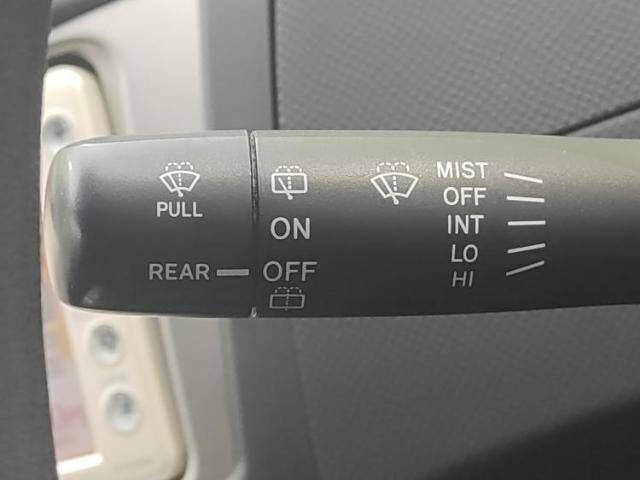 PULL
REAR
ON
OFF
MIST
OFF
INT
LO
HI